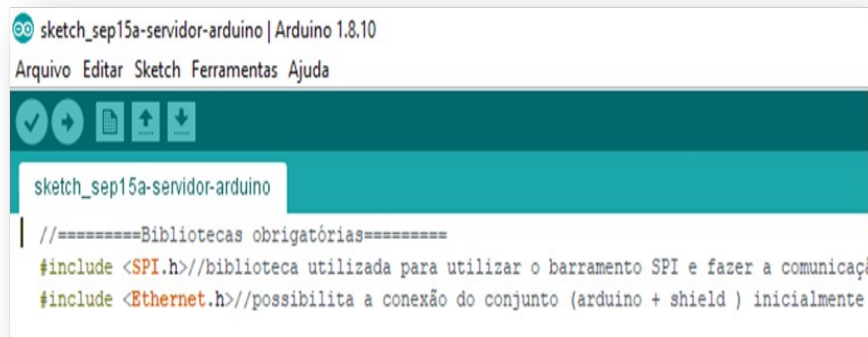 sketch_sep15a-servidor-arduino | Arduino 1.8.10
Arquivo Editar Sketch Ferramentas Ajuda
sketch_sep15a-servidor-arduino
//=========Bibliotecas obrigatórias=========
#include <SPI.h>//biblioteca utilizada para utilizar o barramento SPI e fazer a
#include <Ethernet.h>//possibilita a conexão do conjunto (arduino + shield ) inicialmente